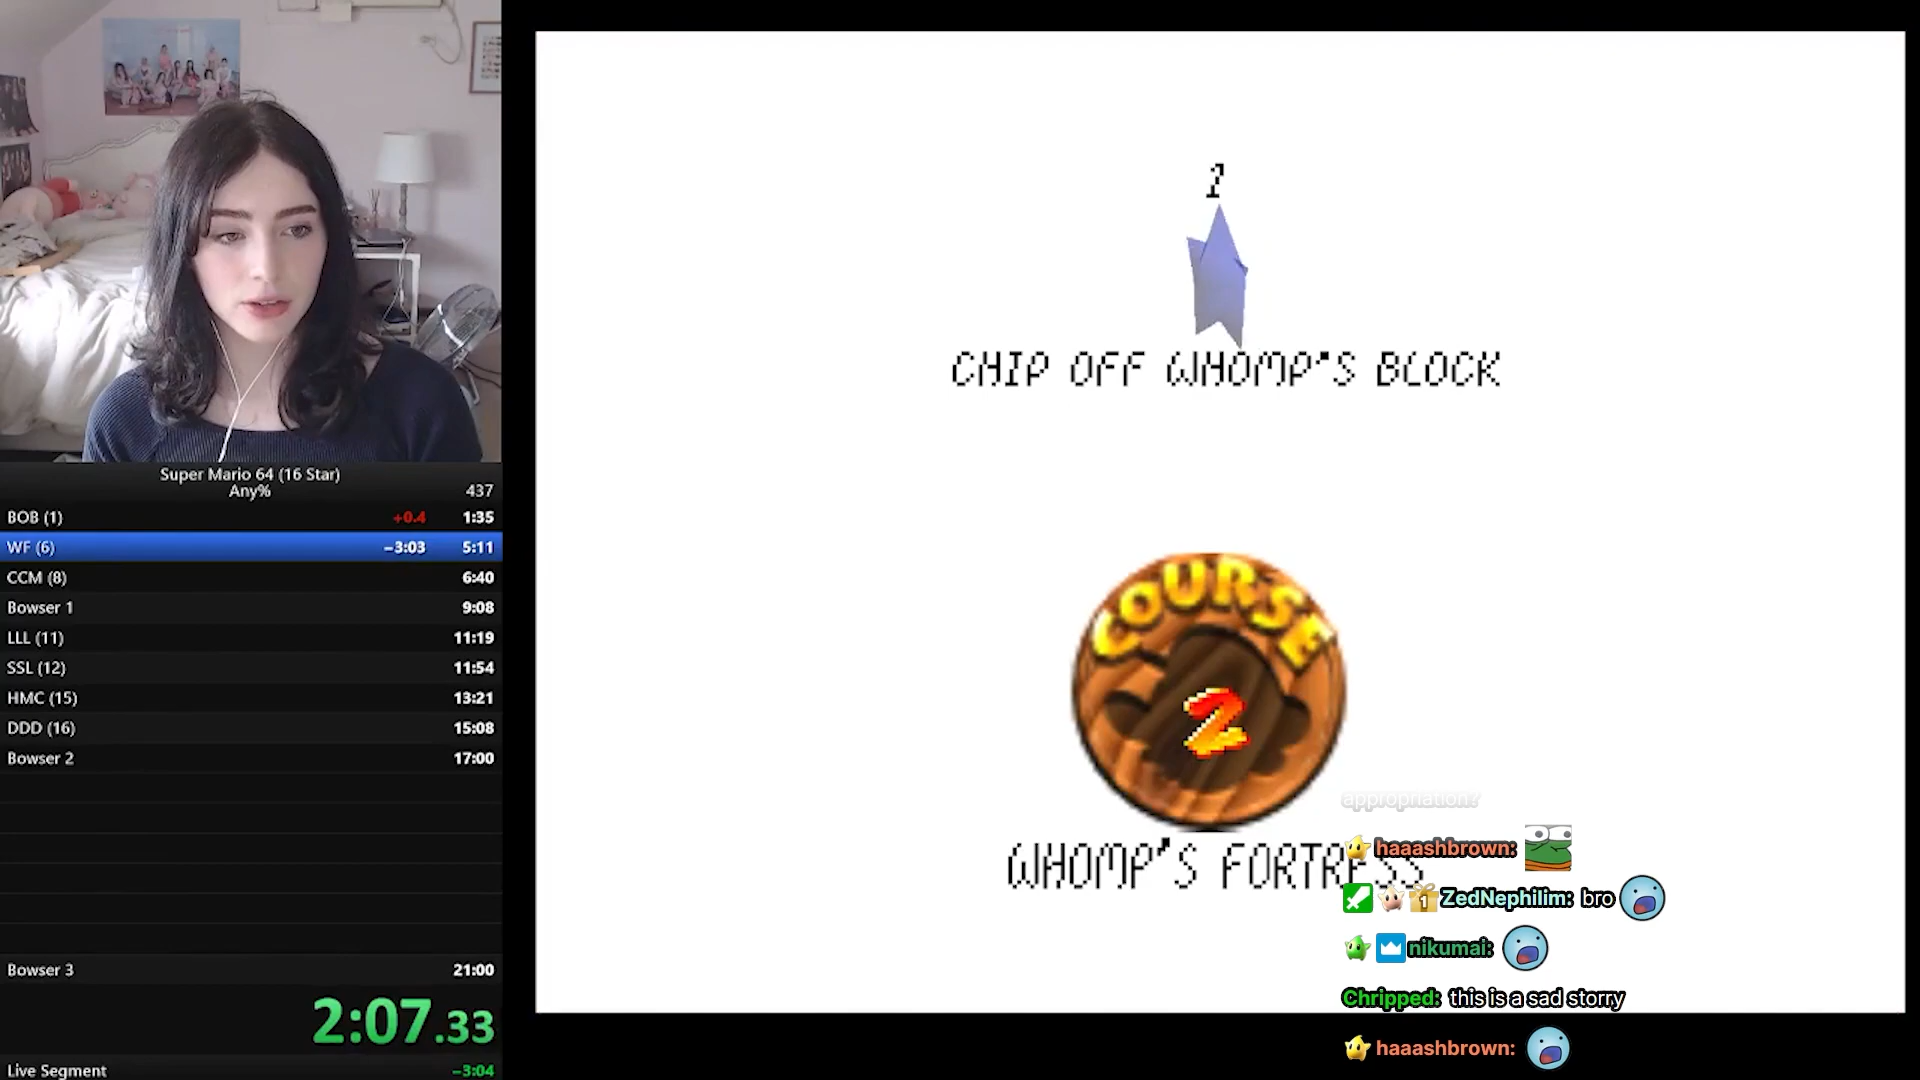 Super Mario 64 (16 Star)
Any% 437
BOB (1) +0.4 1:35
WF (6) −3:03 5:11
CCM (8) 6:40
Bowser 1 9:08
LLL (11) 11:19
SSL (12) 11:54
HMC (15) 13:21
DDD (16) 15:08
Bowser 2 17:00
Bowser 3 21:00
2:07.33
Live Segment −3:04
1
CHIP OFF WHOMP'S BLOCK
COURSE
2
WHOMP'S FORTRESS
appropriation?
haaashbrown:
1 ZedNephilim: bro
nikumai:
Chripped: this is a sad storry
haaashbrown: